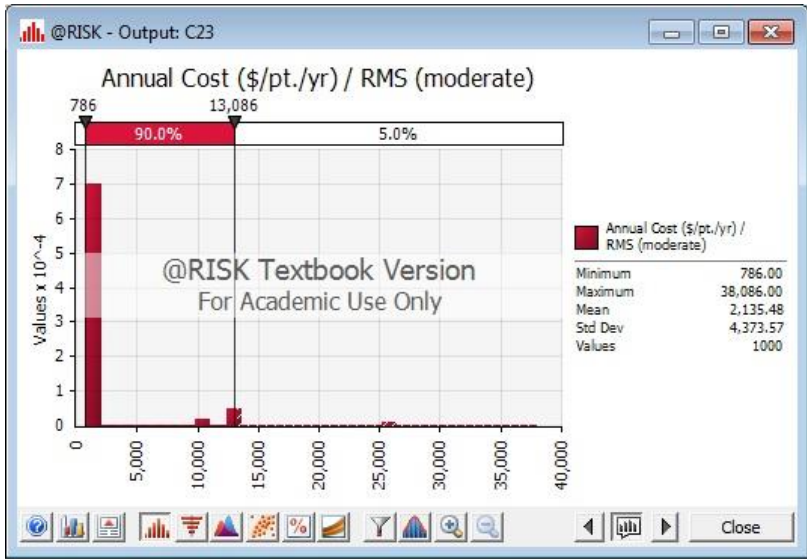 @RISK - Output: C23
Annual Cost ($/pt./yr) / RMS (moderate)
786 13,086
90.0% 5.0%
8
7
6
5
4
3
2
1
0
Values x 10^-4
@RISK Textbook Version
For Academic Use Only
0 5,000 10,000 15,000 20,000 25,000 30,000 35,000 40,000
Annual Cost ($/pt./yr) /
RMS (moderate)
Minimum 786.00
Maximum 38,086.00
Mean 2,135.48
Std Dev 4,373.57
Values 1000
Close